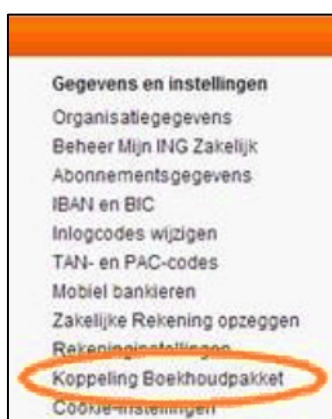 Gegevens en instellingen
Organisatiegegevens
Beheer Mijn ING Zakelijk
Abonnementsgegevens
IBAN en BIC
Inlogcodes wijzigen
TAN- en PAC-codes
Mobiel bankieren
Zakelijke Rekening opzeggen
Rekeninginstellingen
Koppeling Boekhoudpakket
Cookie-instellingen